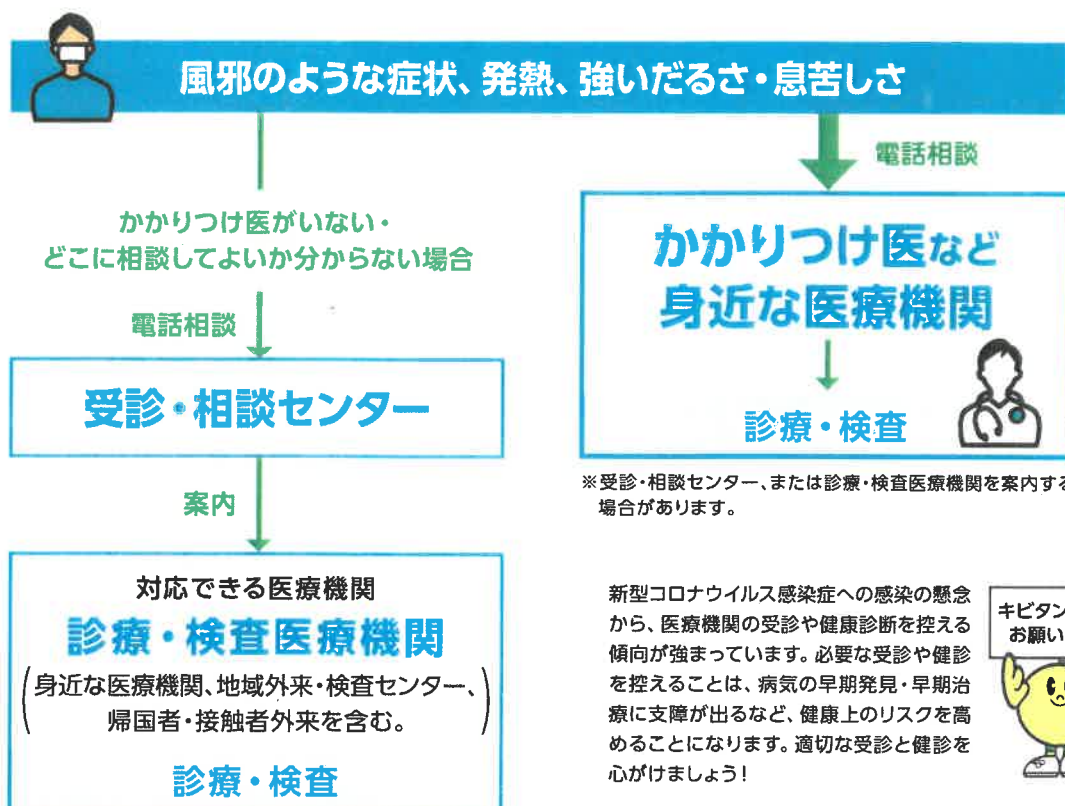 風邪のような症状、発熱、強いだるさ・息苦しさ
かかりつけ医がいない・
どこに相談してよいか分からない場合
電話相談
受診・相談センター
案内
対応できる医療機関
診療・検査医療機関
(身近な医療機関、地域外来・検査センター、
帰国者・接触者外来を含む。)
診療・検査
電話相談
かかりつけ医など
身近な医療機関
診療・検査
※受診・相談センター、または診療・検査医療機関を案内する
場合があります。
新型コロナウイルス感染症への感染の懸念
から、医療機関の受診や健康診断を控える
傾向が強まっています。必要な受診や健診
を控えることは、病気の早期発見・早期治
療に支障が出るなど、健康上のリスクを高
めることになります。適切な受診と健診を
心がけましょう!
キビタン
お願い